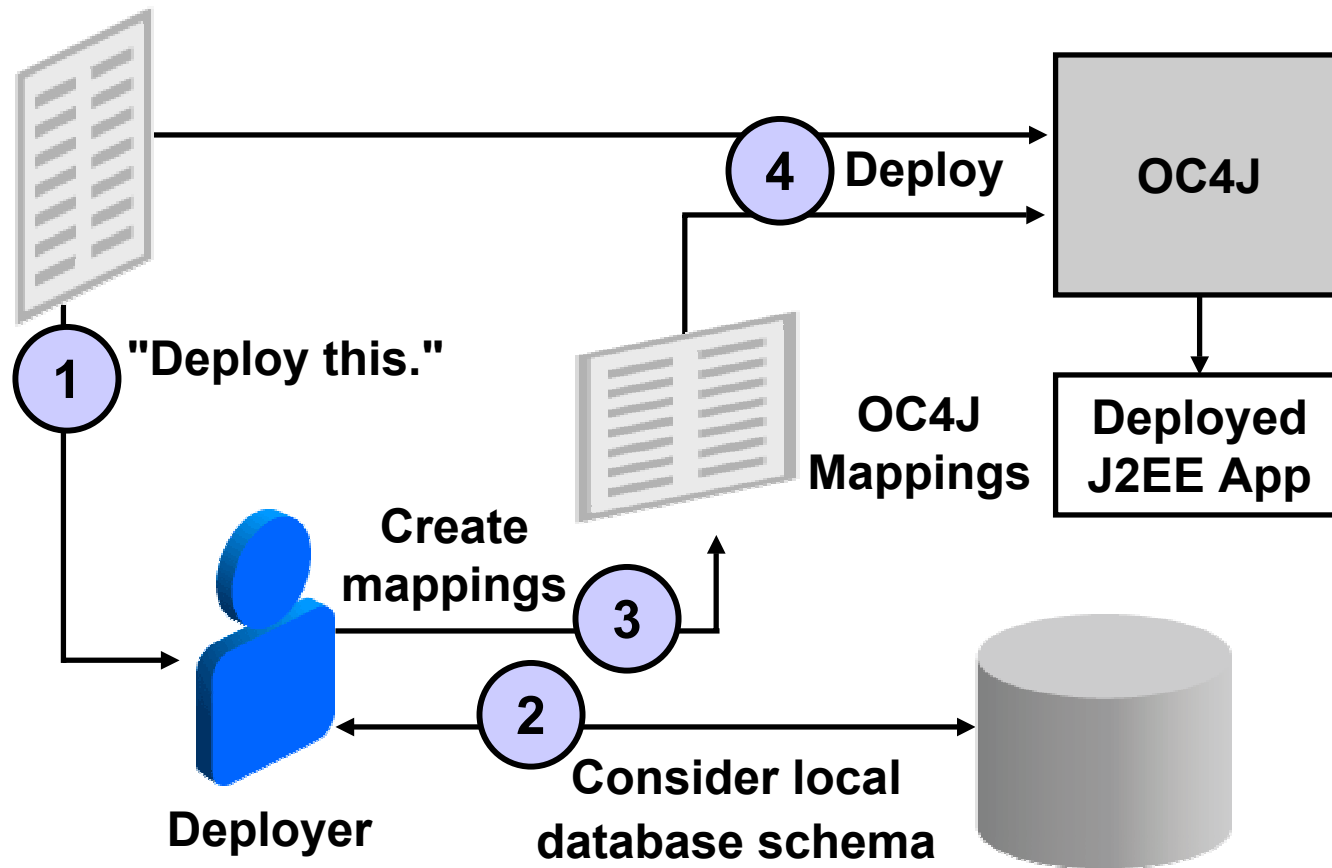 4
Deploy
OC4J
1
"Deploy this."
OC4J
Mappings
Deployed
J2EE App
Create
mappings
3
2
Consider local
database schema
Deployer